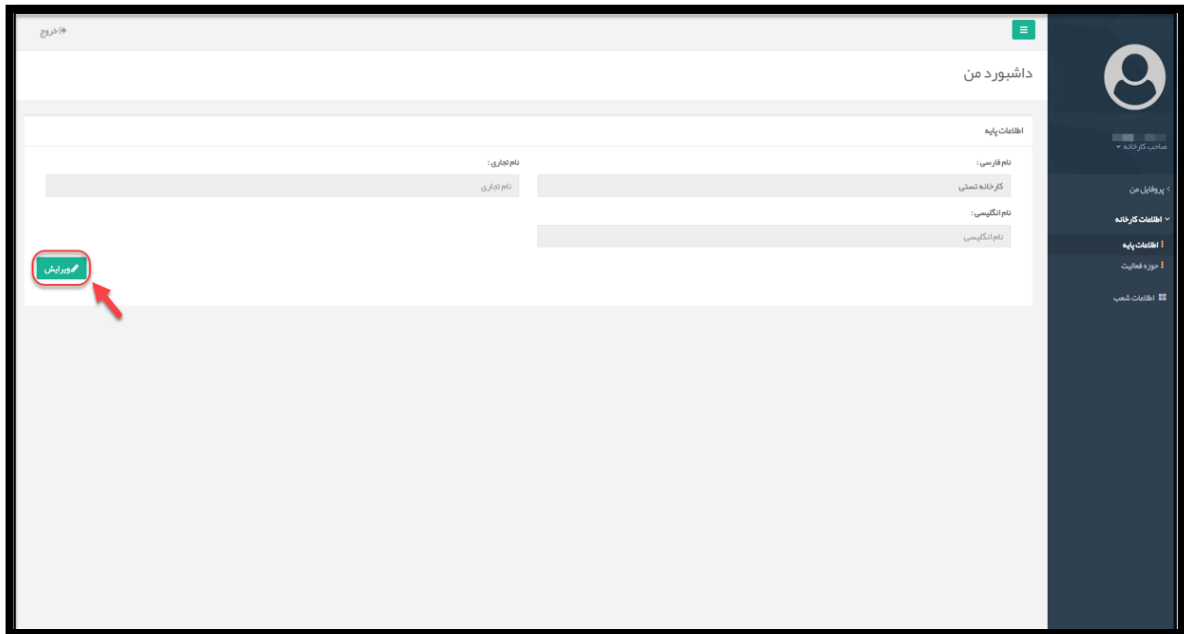 خروج
داشبورد من
اطلاعات پایه
نام فارسی :
نام تجاری :
کارخانه تستی
نام تجاری
نام انگلیسی :
نام انگلیسی
ویرایش
صاحب کارخانه
پروفایل من
اطلاعات کارخانه
اطلاعات پایه
حوزه فعالیت
اطلاعات شعب